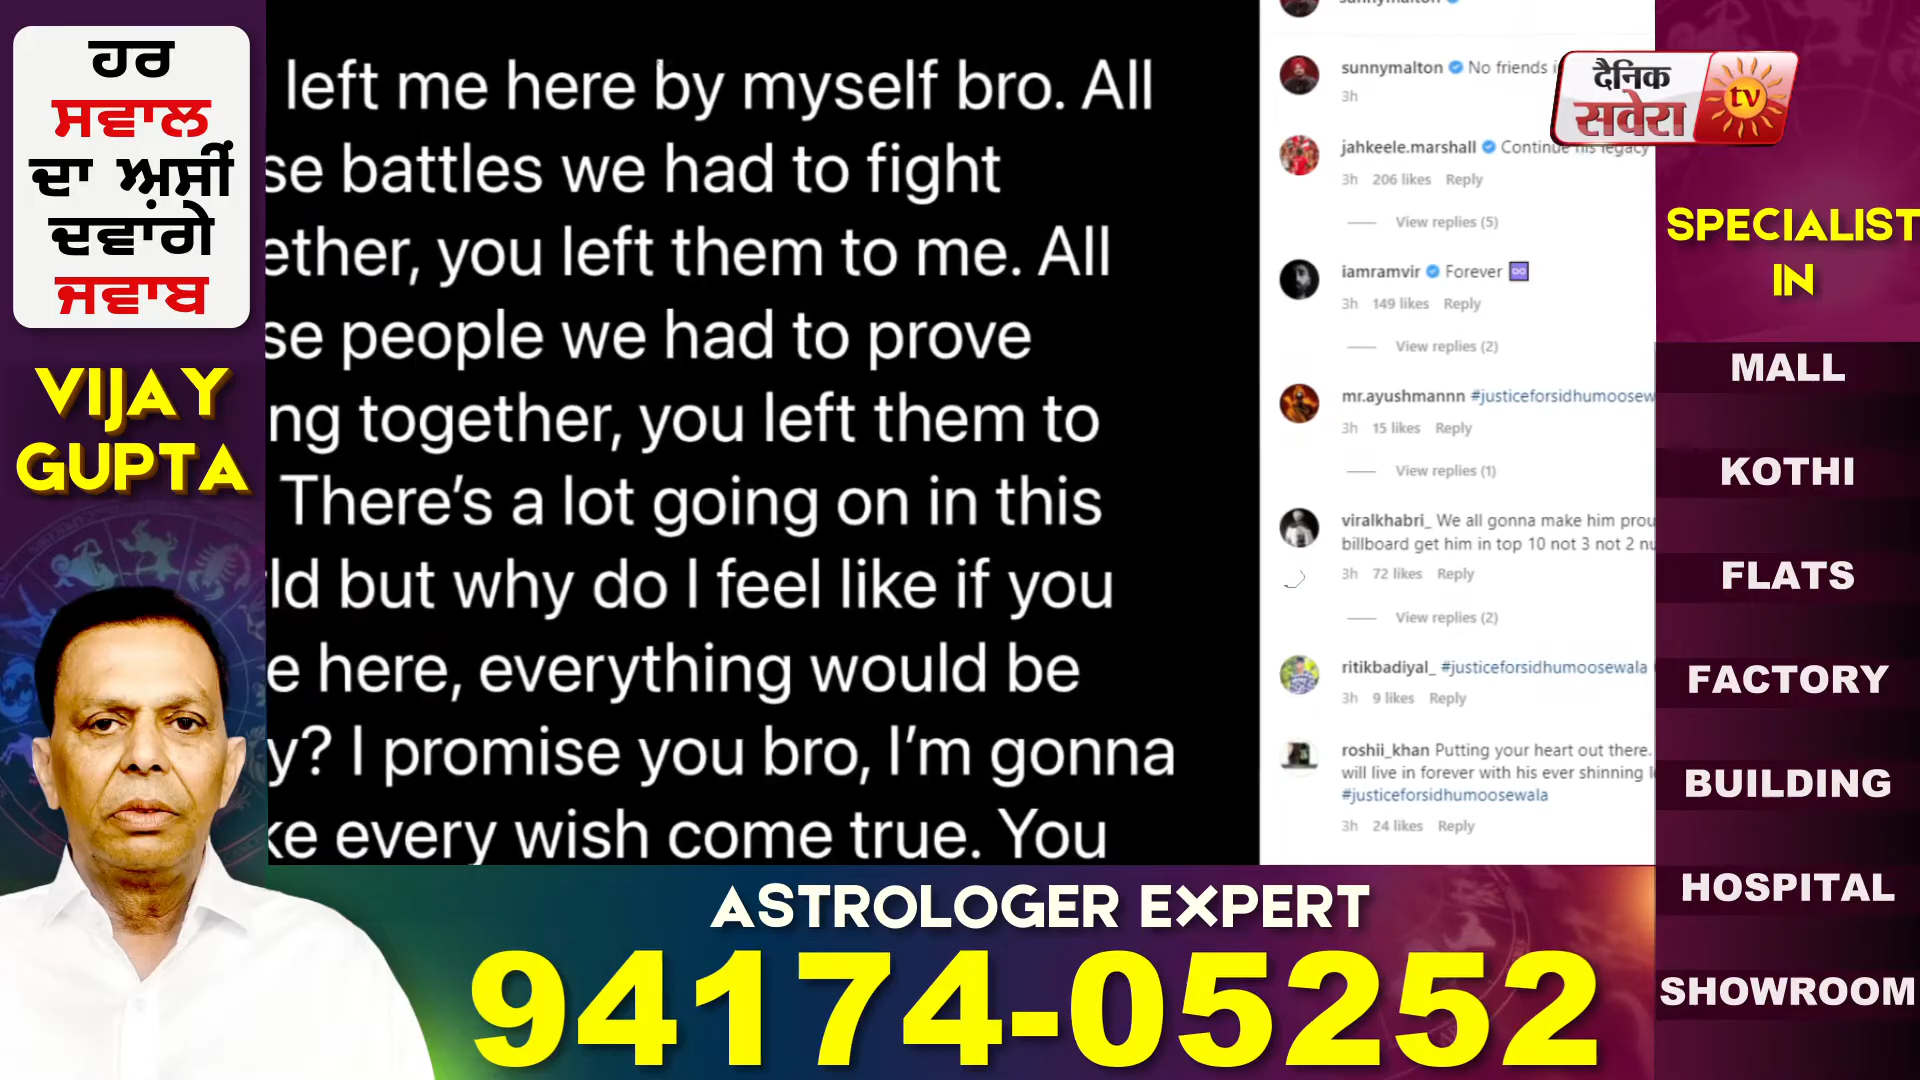 ਹਰ
ਸਵਾਲ
ਦਾ ਅਸੀਂ
ਦਵਾਂਗੇ
ਜਵਾਬ
VIJAY
GUPTA
left me here by myself bro. All
se battles we had to fight
ether, you left them to me. All
se people we had to prove
ng together, you left them to
There's a lot going on in this
ld but why do I feel like if you
e here, everything would be
y? I promise you bro, I'm gonna
ke every wish come true. You
sunnymalton
sunnymalton No friends
3h
jahkeele.marshall Continue his legacy
3h 206 likes Reply
View replies (5)
iamramvir Forever ♾
3h 149 likes Reply
View replies (2)
mr.ayushmannn #justiceforsidhumoosew
3h 15 likes Reply
View replies (1)
viralkhabri_ We all gonna make him prou
billboard get him in top 10 not 3 not 2 nu
3h 72 likes Reply
View replies (2)
ritikbadiyal_ #justiceforsidhumoosewala
3h 9 likes Reply
roshii_khan Putting your heart out there.
will live in forever with his ever shinning l
#justiceforsidhumoosewala
3h 24 likes Reply
दैनिक
सवेरा tv
SPECIALIST
IN
MALL
KOTHI
FLATS
FACTORY
BUILDING
HOSPITAL
SHOWROOM
ASTROLOGER EXPERT
94174-05252